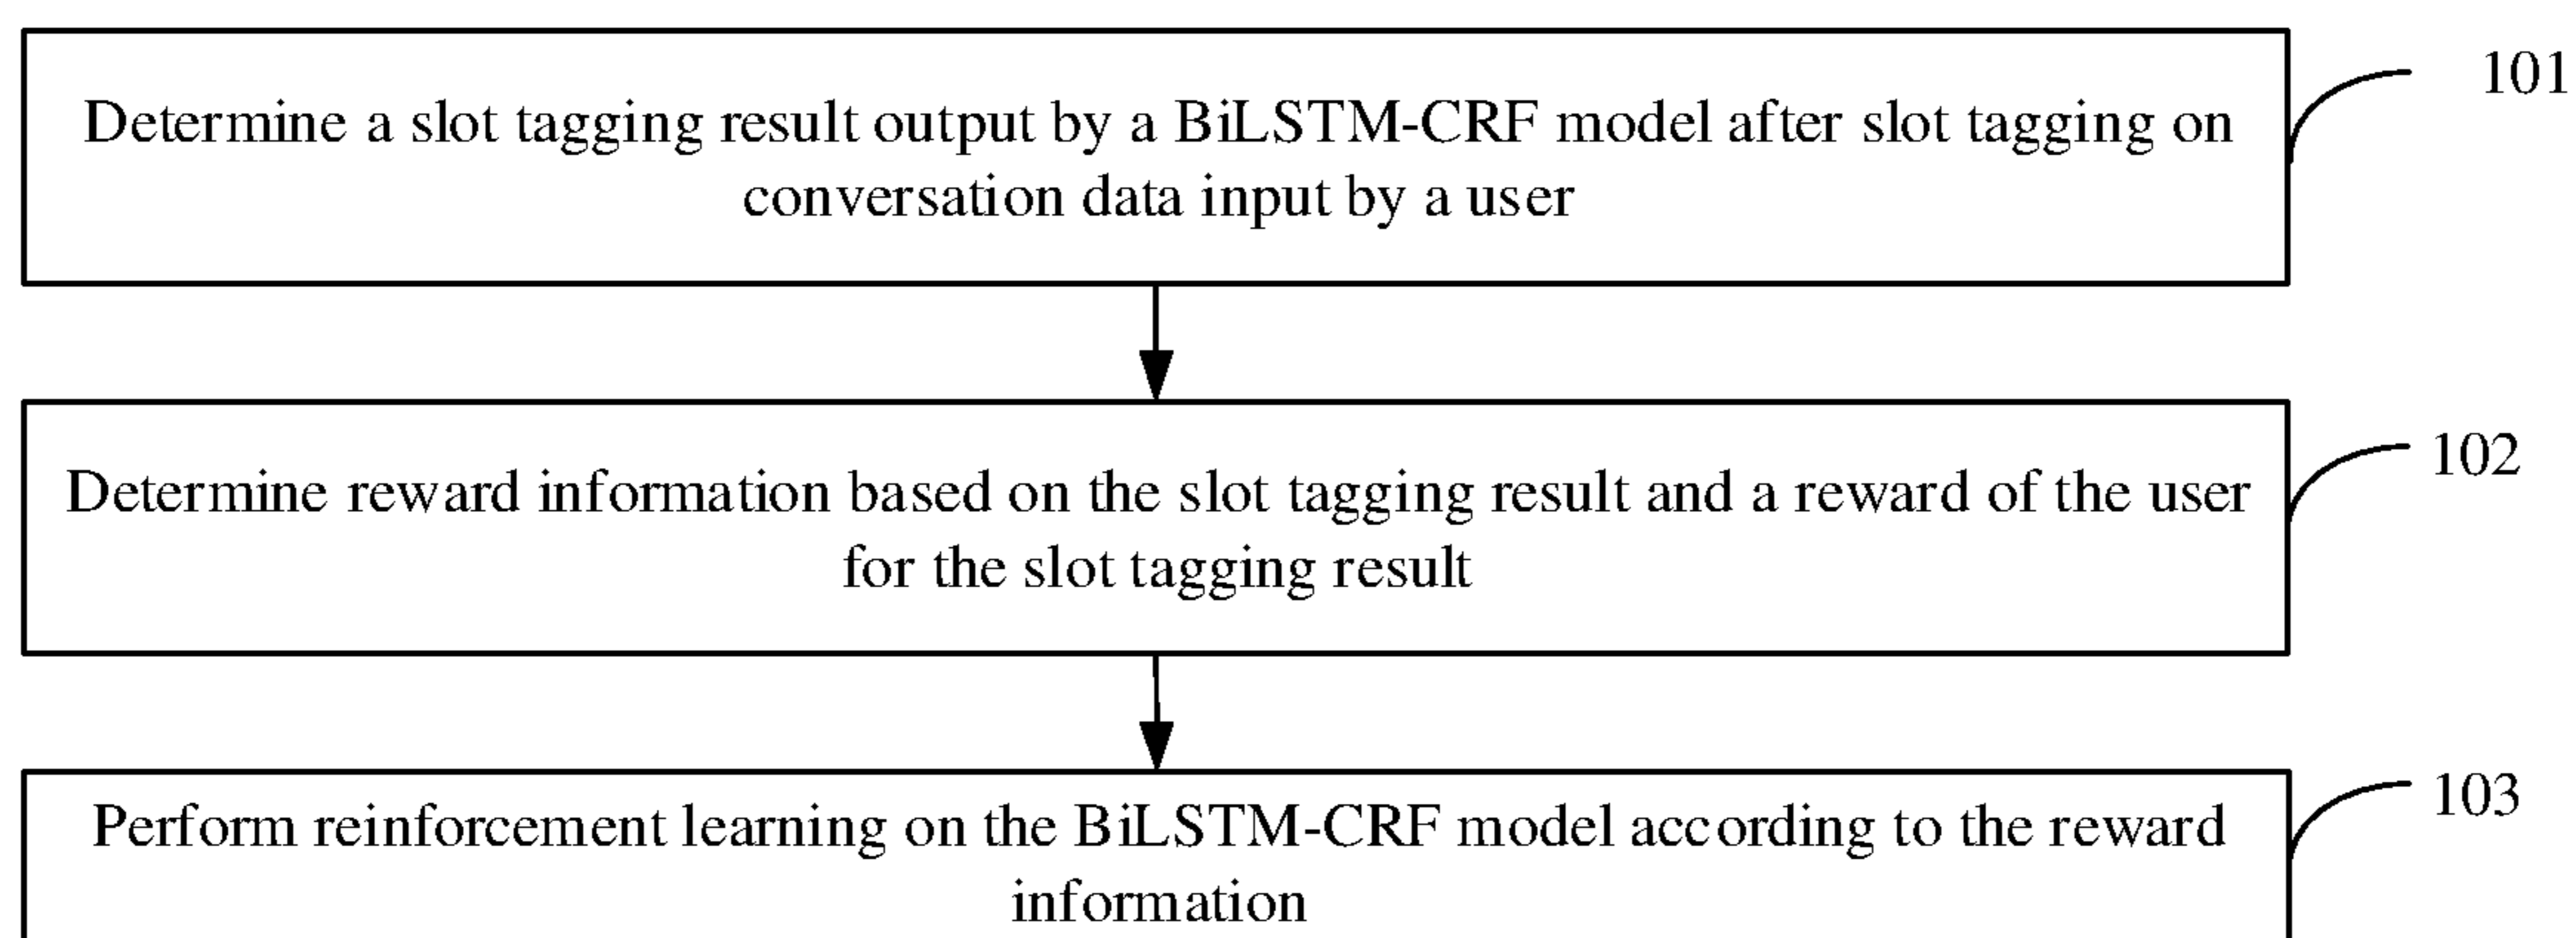 Determine a slot tagging result output by a BiLSTM-CRF model after slot tagging on
conversation data input by a user
101
Determine reward information based on the slot tagging result and a reward of the user
for the slot tagging result
102
Perform reinforcement learning on the BiLSTM-CRF model according to the reward
information
103